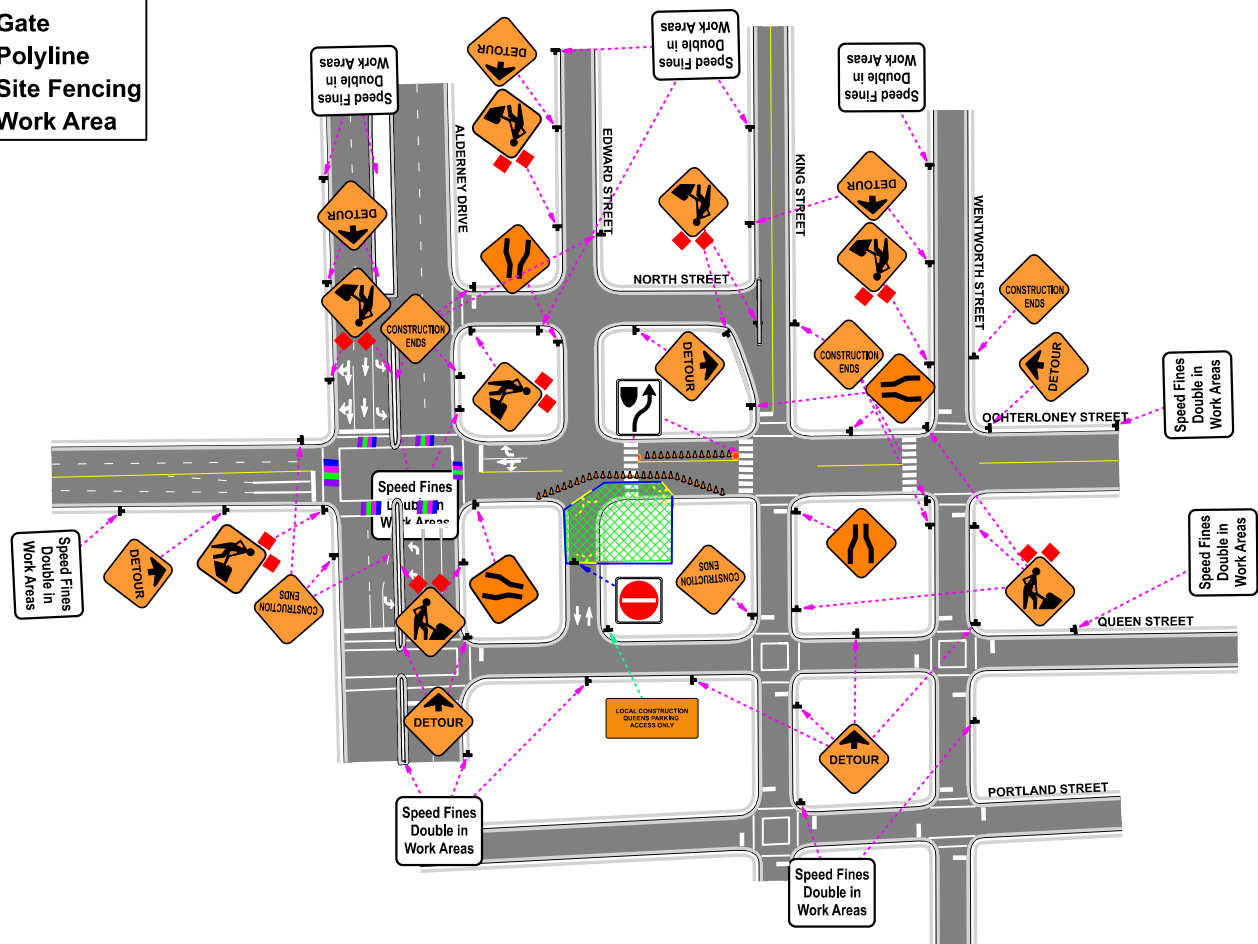 Gate
Polyline
Site Fencing
Work Area
Speed Fines
Double in
Work Areas
DETOUR
Speed Fines
Double in
Work Areas
Speed Fines
Double in
Work Areas
ALDERNEY DRIVE
EDWARD STREET
KING STREET
WENTWORTH STREET
DETOUR
DETOUR
NORTH STREET
CONSTRUCTION
ENDS
CONSTRUCTION
ENDS
CONSTRUCTION
ENDS
DETOUR
DETOUR
OCHTERLONEY STREET
Speed Fines
Double in
Work Areas
Speed Fines
Double in
Work Areas
Speed Fines
Double in
Work Areas
DETOUR
CONSTRUCTION
ENDS
CONSTRUCTION
ENDS
Speed Fines
Double in
Work Areas
QUEEN STREET
DETOUR
LOCAL CONSTRUCTION
QUEENS PARKING
ACCESS ONLY
DETOUR
PORTLAND STREET
Speed Fines
Double in
Work Areas
Speed Fines
Double in
Work Areas